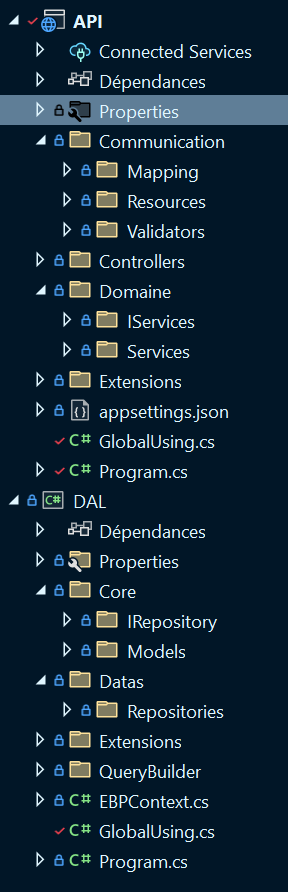 API
Connected Services
Dépendances
Properties
Communication
Mapping
Resources
Validators
Controllers
Domaine
IServices
Services
Extensions
appsettings.json
C# GlobalUsing.cs
C# Program.cs
C# DAL
Dépendances
Properties
Core
IRepository
Models
Datas
Repositories
Extensions
QueryBuilder
C# EBPContext.cs
C# GlobalUsing.cs
C# Program.cs